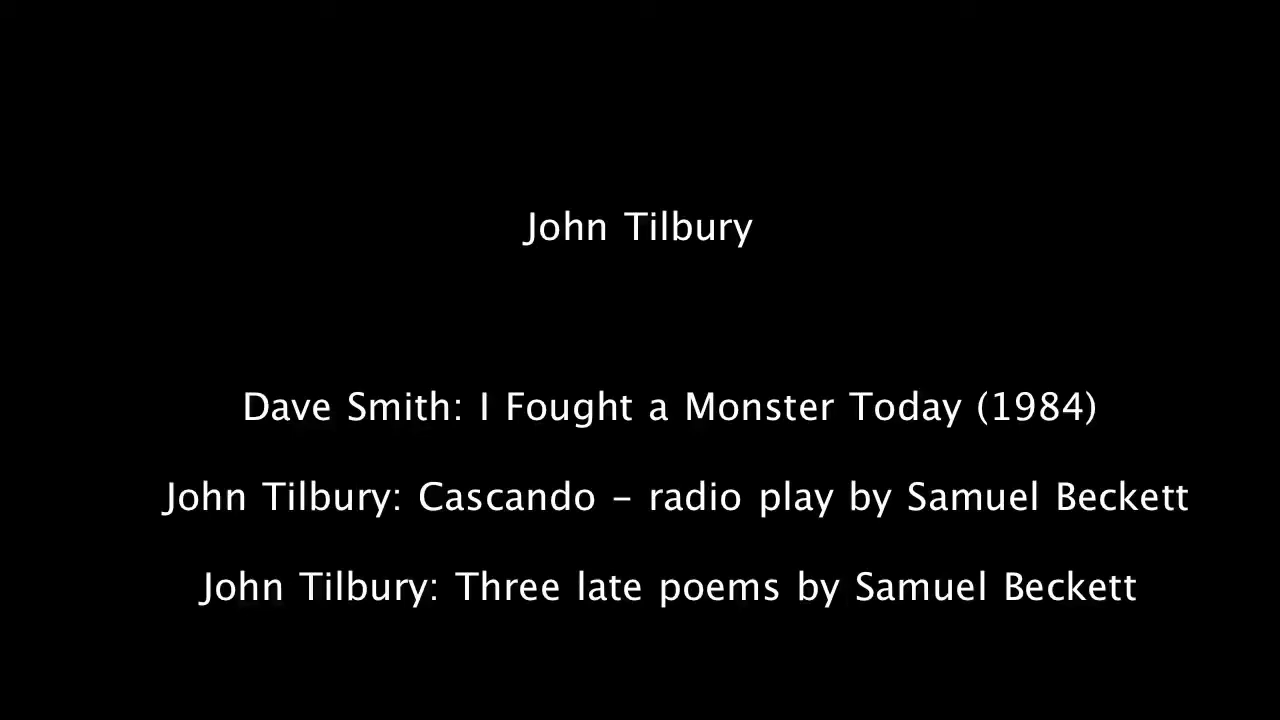 John Tilbury
Dave Smith: I Fought a Monster Today (1984)
John Tilbury: Cascando – radio play by Samuel Beckett
John Tilbury: Three late poems by Samuel Beckett